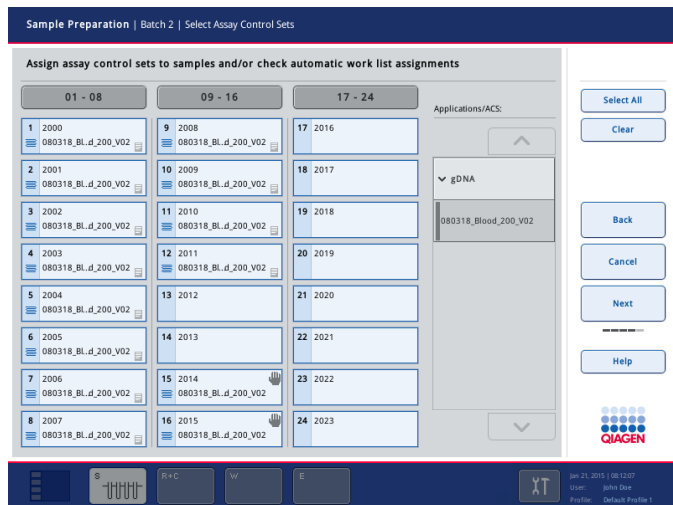 Sample Preparation | Batch 2 | Select Assay Control Sets
Assign assay control sets to samples and/or check automatic work list assignments
01 - 08
09 - 16
17 - 24
Applications/ACS:
1 2000
080318_Bl..d_200_V02
2 2001
080318_Bl..d_200_V02
3 2002
080318_Bl..d_200_V02
4 2003
080318_Bl..d_200_V02
5 2004
080318_Bl..d_200_V02
6 2005
080318_Bl..d_200_V02
7 2006
080318_Bl..d_200_V02
8 2007
080318_Bl..d_200_V02
9 2008
080318_Bl..d_200_V02
10 2009
080318_Bl..d_200_V02
11 2010
080318_Bl..d_200_V02
12 2011
080318_Bl..d_200_V02
13 2012
14 2013
15 2014
080318_Bl..d_200_V02
16 2015
080318_Bl..d_200_V02
17 2016
18 2017
19 2018
20 2019
21 2020
22 2021
23 2022
24 2023
gDNA
080318_Blood_200_V02
Select All
Clear
Back
Cancel
Next
Help
QIAGEN
S
R+C
W
E
Jan 21, 2015 | 08:12:07
User: John Doe
Profile: Default Profile 1